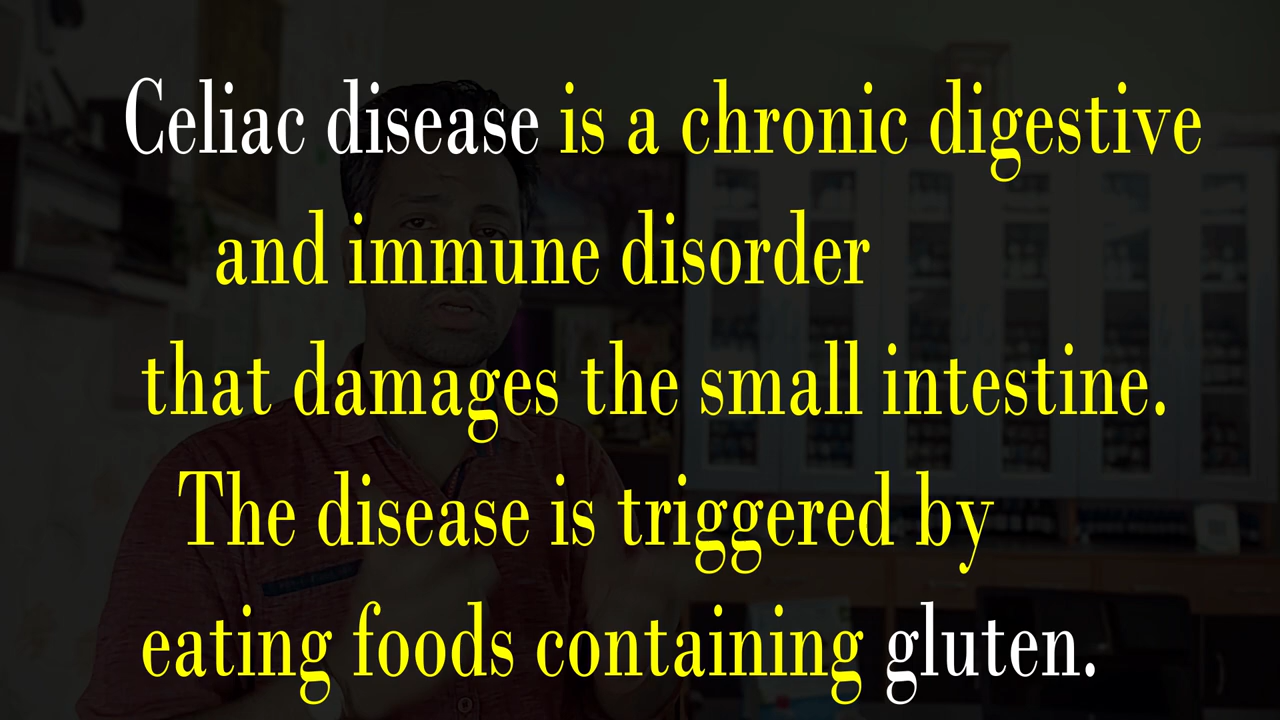 Celiac disease is a chronic digestive
and immune disorder
that damages the small intestine.
The disease is triggered by
eating foods containing gluten.